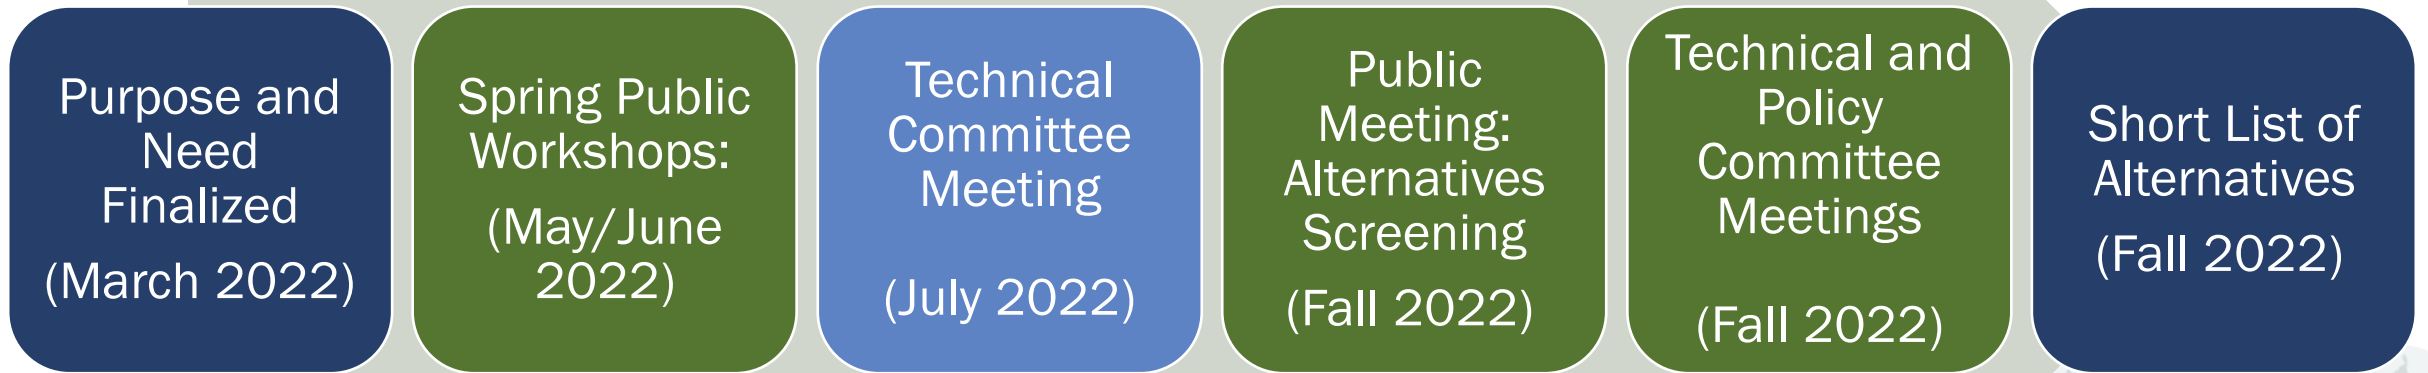 Purpose and
Need
Finalized
(March 2022)
Spring Public
Workshops:
(May/June
2022)
Technical
Committee
Meeting
(July 2022)
Public
Meeting:
Alternatives
Screening
(Fall 2022)
Technical and
Policy
Committee
Meetings
(Fall 2022)
Short List of
Alternatives
(Fall 2022)